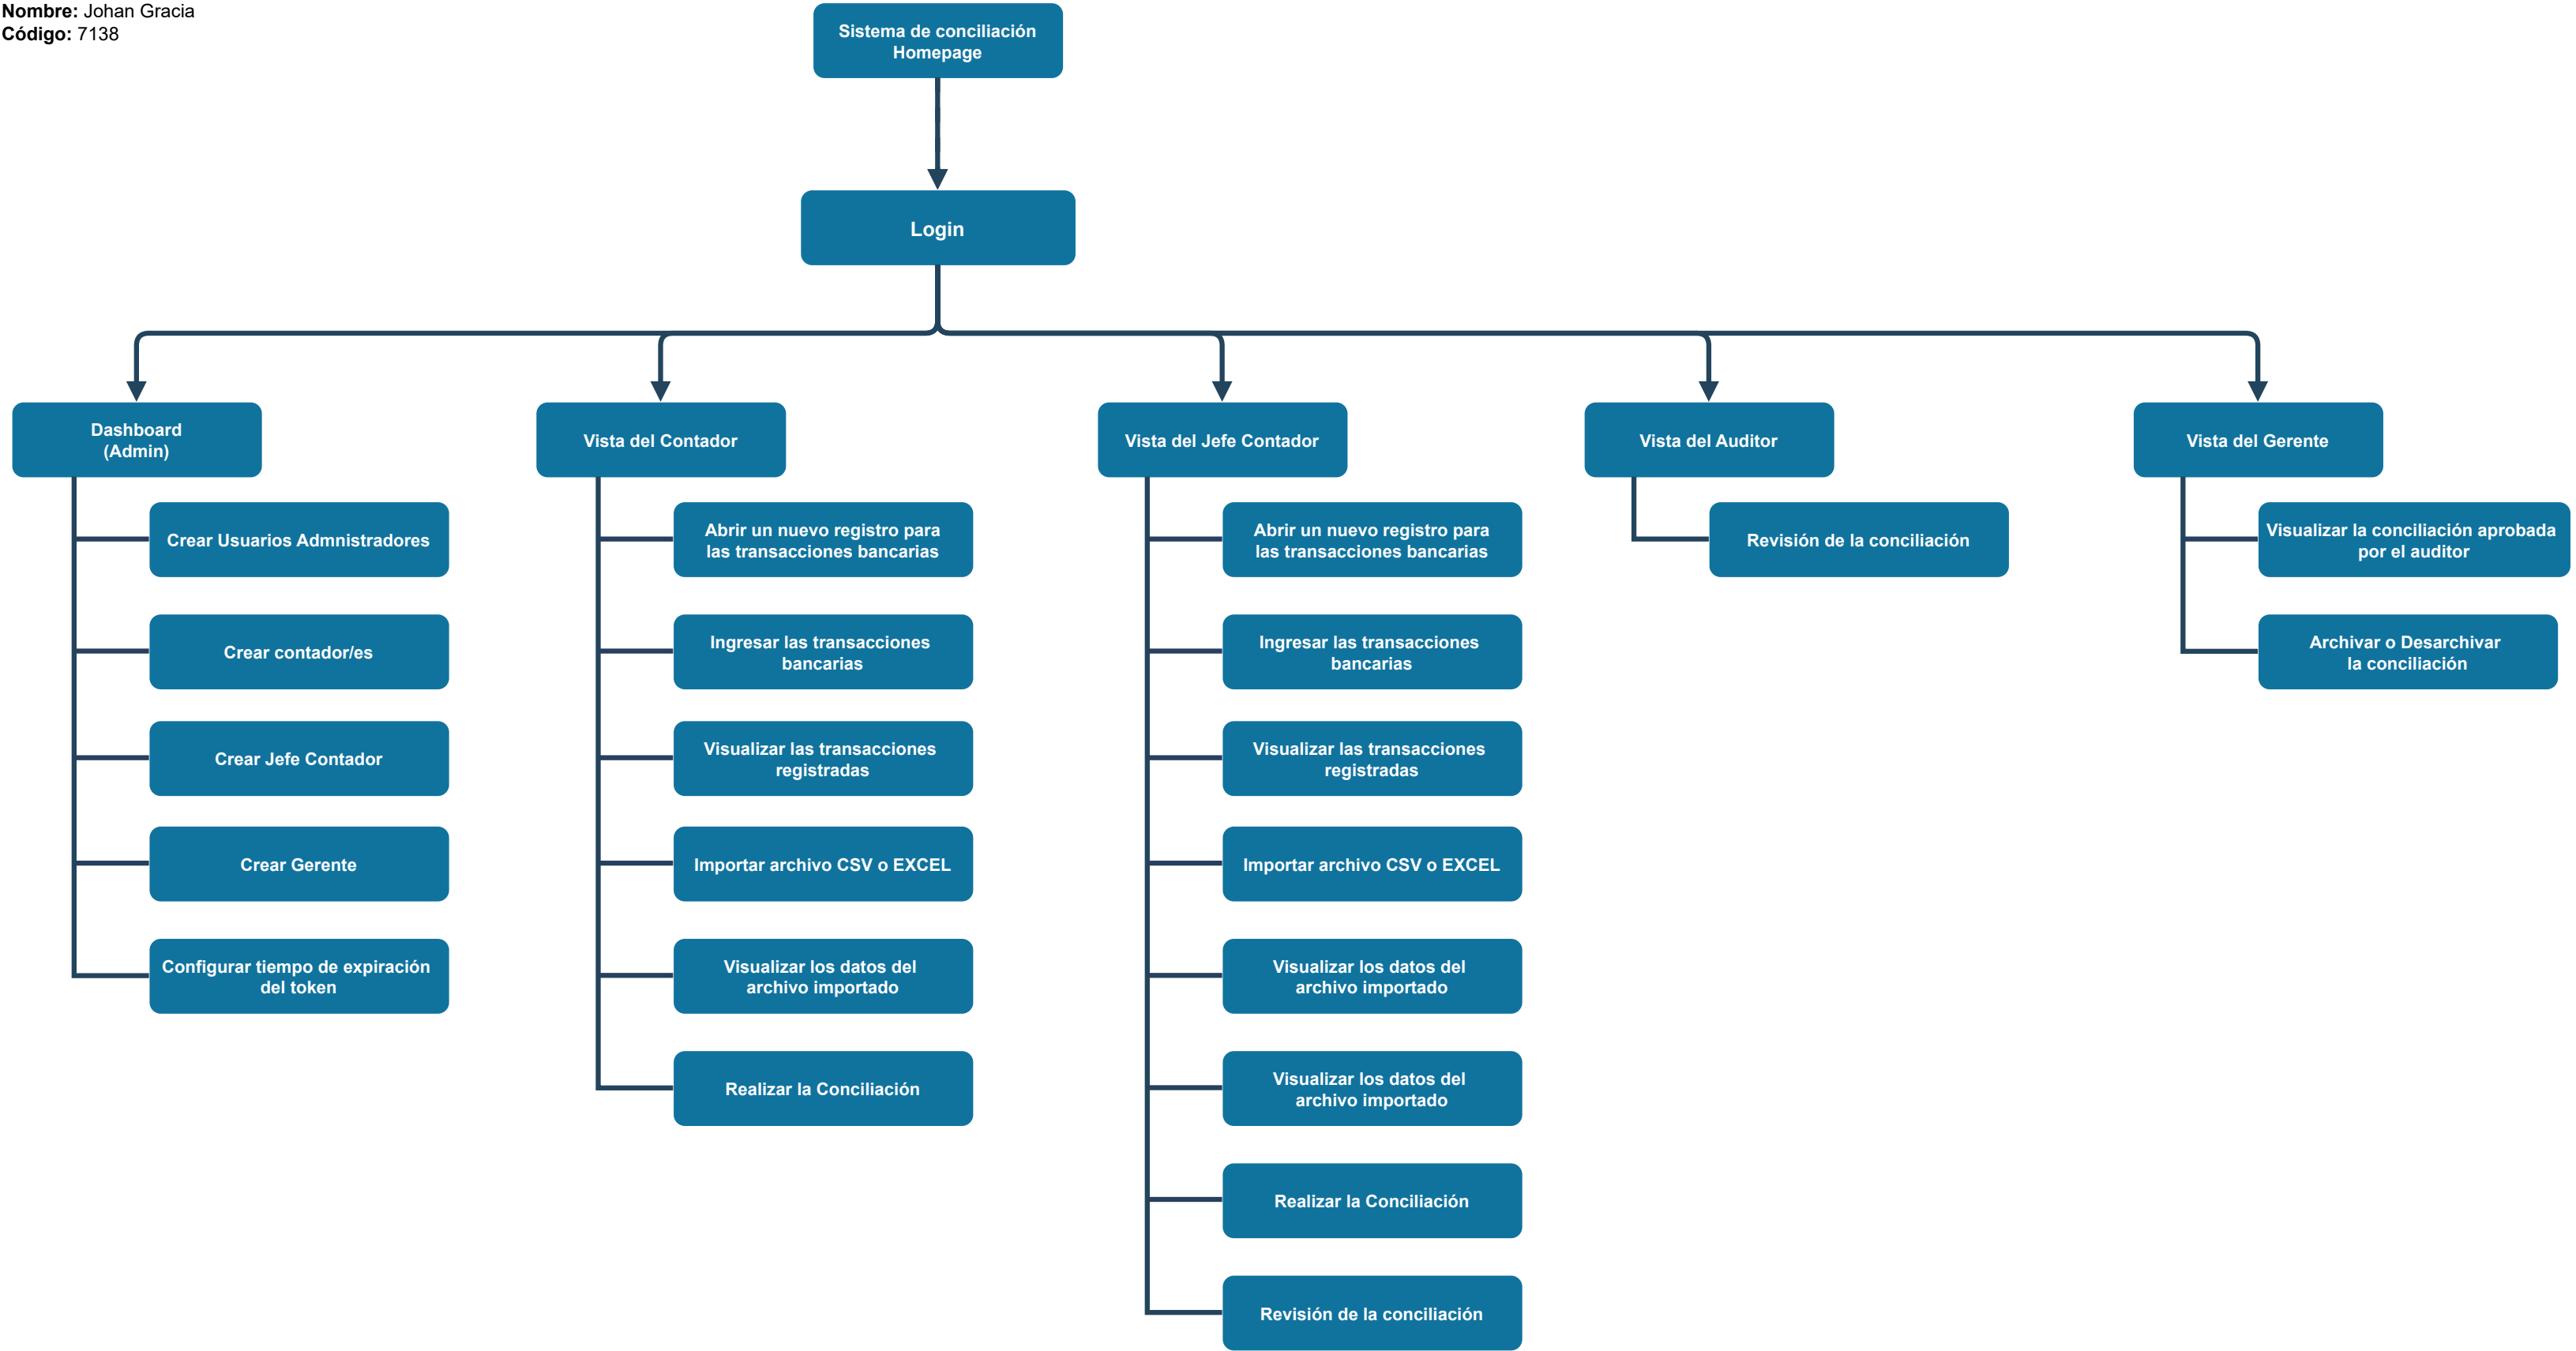 Nombre: Johan Gracia
Código: 7138
Sistema de conciliación
Homepage
Login
Dashboard
(Admin)
Crear Usuarios Admnistradores
Crear contador/es
Crear Jefe Contador
Crear Gerente
Configurar tiempo de expiración
del token
Vista del Contador
Abrir un nuevo registro para
las transacciones bancarias
Ingresar las transacciones
bancarias
Visualizar las transacciones
registradas
Importar archivo CSV o EXCEL
Visualizar los datos del
archivo importado
Realizar la Conciliación
Vista del Jefe Contador
Abrir un nuevo registro para
las transacciones bancarias
Ingresar las transacciones
bancarias
Visualizar las transacciones
registradas
Importar archivo CSV o EXCEL
Visualizar los datos del
archivo importado
Visualizar los datos del
archivo importado
Realizar la Conciliación
Revisión de la conciliación
Vista del Auditor
Revisión de la conciliación
Vista del Gerente
Visualizar la conciliación aprobada
por el auditor
Archivar o Desarchivar
la conciliación